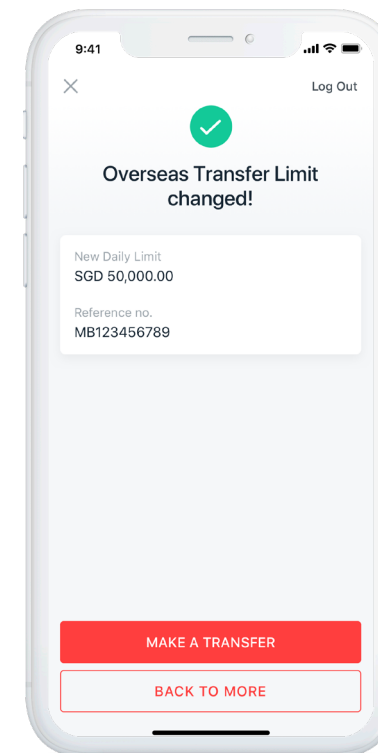 9:41
Log Out
Overseas Transfer Limit
changed!
New Daily Limit
SGD 50,000.00
Reference no.
MB123456789
MAKE A TRANSFER
BACK TO MORE